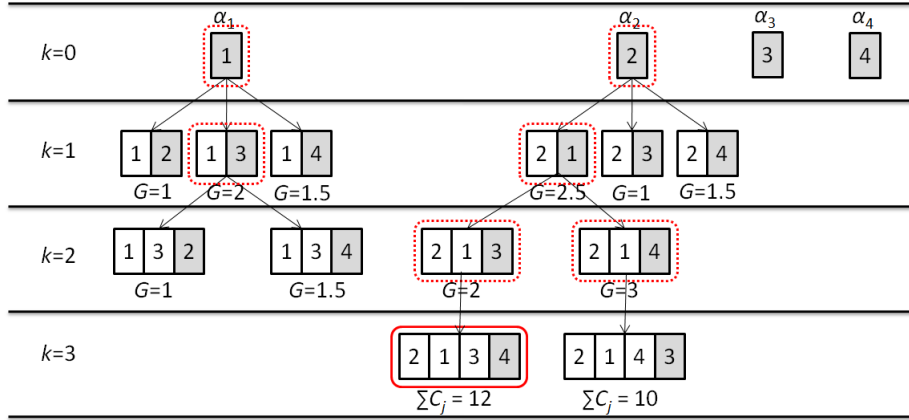 α₁ α₂ α₃ α₄
k=0 1 2 3 4
k=1 1 2 1 3 1 4 2 1 2 3 2 4
G=1 G=2 G=1.5 G=2.5 G=1 G=1.5
k=2 1 3 2 1 3 4 2 1 3 2 1 4
G=1 G=1.5 G=2 G=3
k=3 2 1 3 4 2 1 4 3
∑Cⱼ = 12 ∑Cⱼ = 10